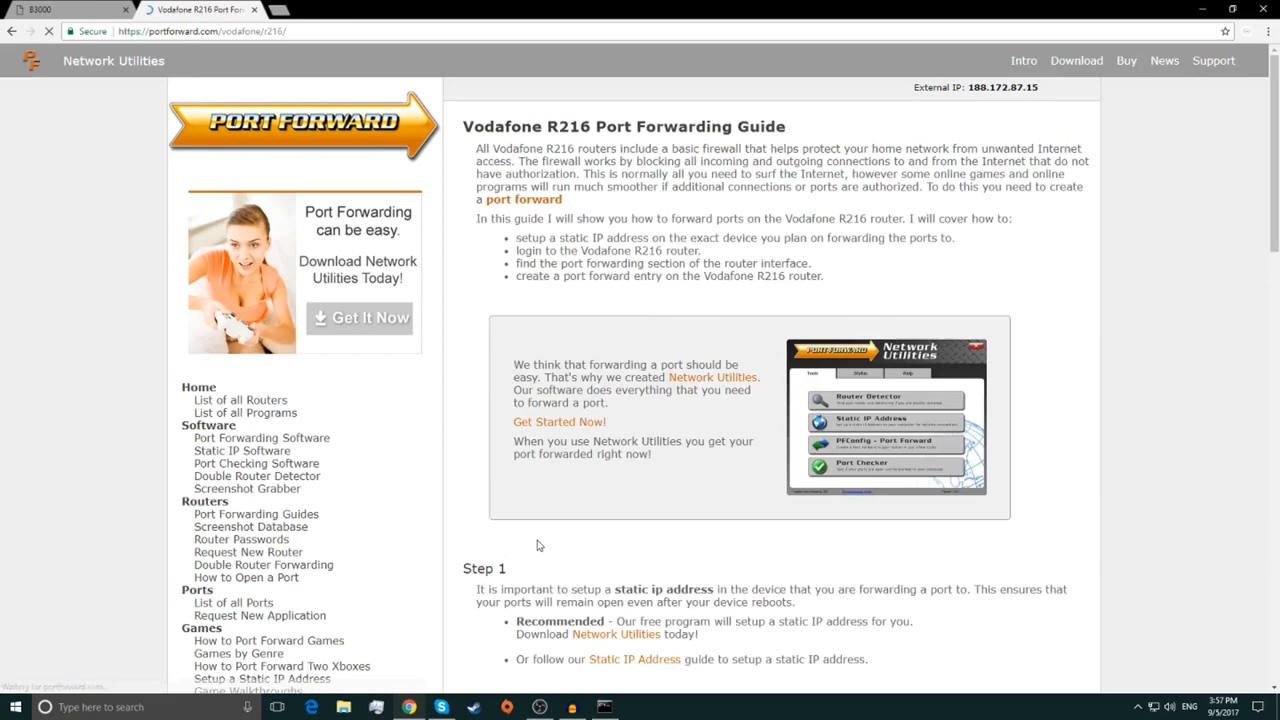 B3000
Vodafone R216 Port For
Secure
https://portforward.com/vodafone/r216/
Network Utilities
Intro
Download
Buy
News
Support
External IP: 188.172.87.15
PORT FORWARD
Port Forwarding
can be easy.
Download Network
Utilities Today!
Get It Now
Home
List of all Routers
List of all Programs
Software
Port Forwarding Software
Static IP Software
Port Checking Software
Double Router Detector
Screenshot Grabber
Routers
Port Forwarding Guides
Screenshot Database
Router Passwords
Request New Router
Double Router Forwarding
How to Open a Port
Ports
List of all Ports
Request New Application
Games
How to Port Forward Games
Games by Genre
How to Port Forward Two Xboxes
Setup a Static IP Address
Game Walkthroughs
Vodafone R216 Port Forwarding Guide
All Vodafone R216 routers include a basic firewall that helps protect your home network from unwanted Internet
access. The firewall works by blocking all incoming and outgoing connections to and from the Internet that do not
have authorization. This is normally all you need to surf the Internet, however some online games and online
programs will run much smoother if additional connections or ports are authorized. To do this you need to create
a port forward
In this guide I will show you how to forward ports on the Vodafone R216 router. I will cover how to:
setup a static IP address on the exact device you plan on forwarding the ports to.
login to the Vodafone R216 router.
find the port forwarding section of the router interface.
create a port forward entry on the Vodafone R216 router.
We think that forwarding a port should be
easy. That's why we created Network Utilities.
Our software does everything that you need
to forward a port.
Get Started Now!
When you use Network Utilities you get your
port forwarded right now!
PORT FORWARD
Network
Utilities
Tools
Status
Help
Router Detector
Static IP Address
PFConfig - Port Forward
Port Checker
Step 1
It is important to setup a static ip address in the device that you are forwarding a port to. This ensures that
your ports will remain open even after your device reboots.
Recommended - Our free program will setup a static IP address for you.
Download Network Utilities today!
Or follow our Static IP Address guide to setup a static IP address.
Waiting for portforward.com...
Type here to search
3:57 PM
9/5/2017